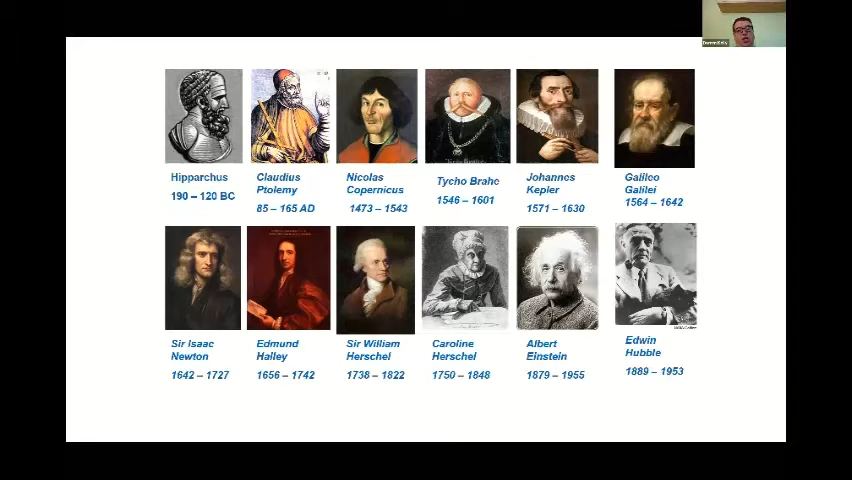 Hipparchus
190 – 120 BC
Claudius
Ptolemy
85 – 165 AD
Nicolas
Copernicus
1473 – 1543
Tycho Brahe
1546 – 1601
Johannes
Kepler
1571 – 1630
Galileo
Galilei
1564 – 1642
Sir Isaac
Newton
1642 – 1727
Edmund
Halley
1656 – 1742
Sir William
Herschel
1738 – 1822
Caroline
Herschel
1750 – 1848
Albert
Einstein
1879 – 1955
Edwin
Hubble
1889 – 1953